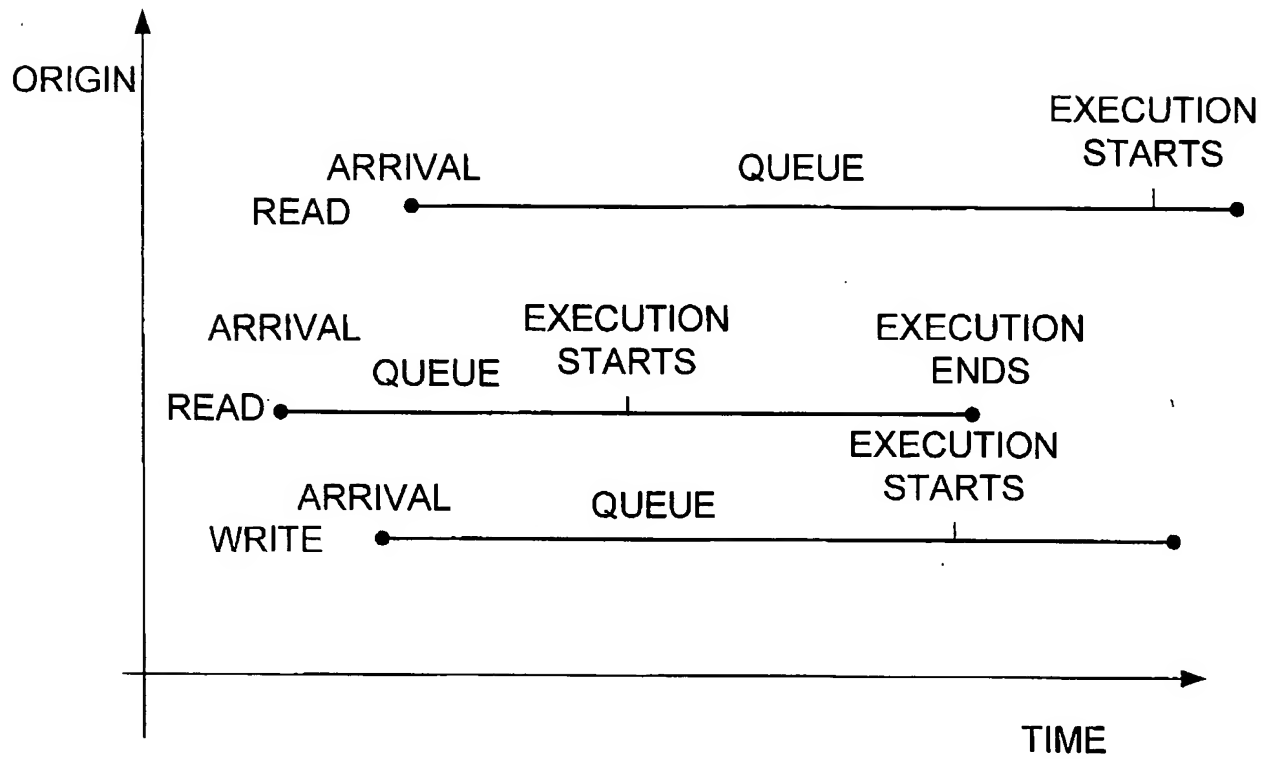 ORIGIN
EXECUTION
STARTS
ARRIVAL
QUEUE
READ
ARRIVAL
EXECUTION
STARTS
EXECUTION
ENDS
QUEUE
READ
EXECUTION
STARTS
ARRIVAL
QUEUE
WRITE
TIME